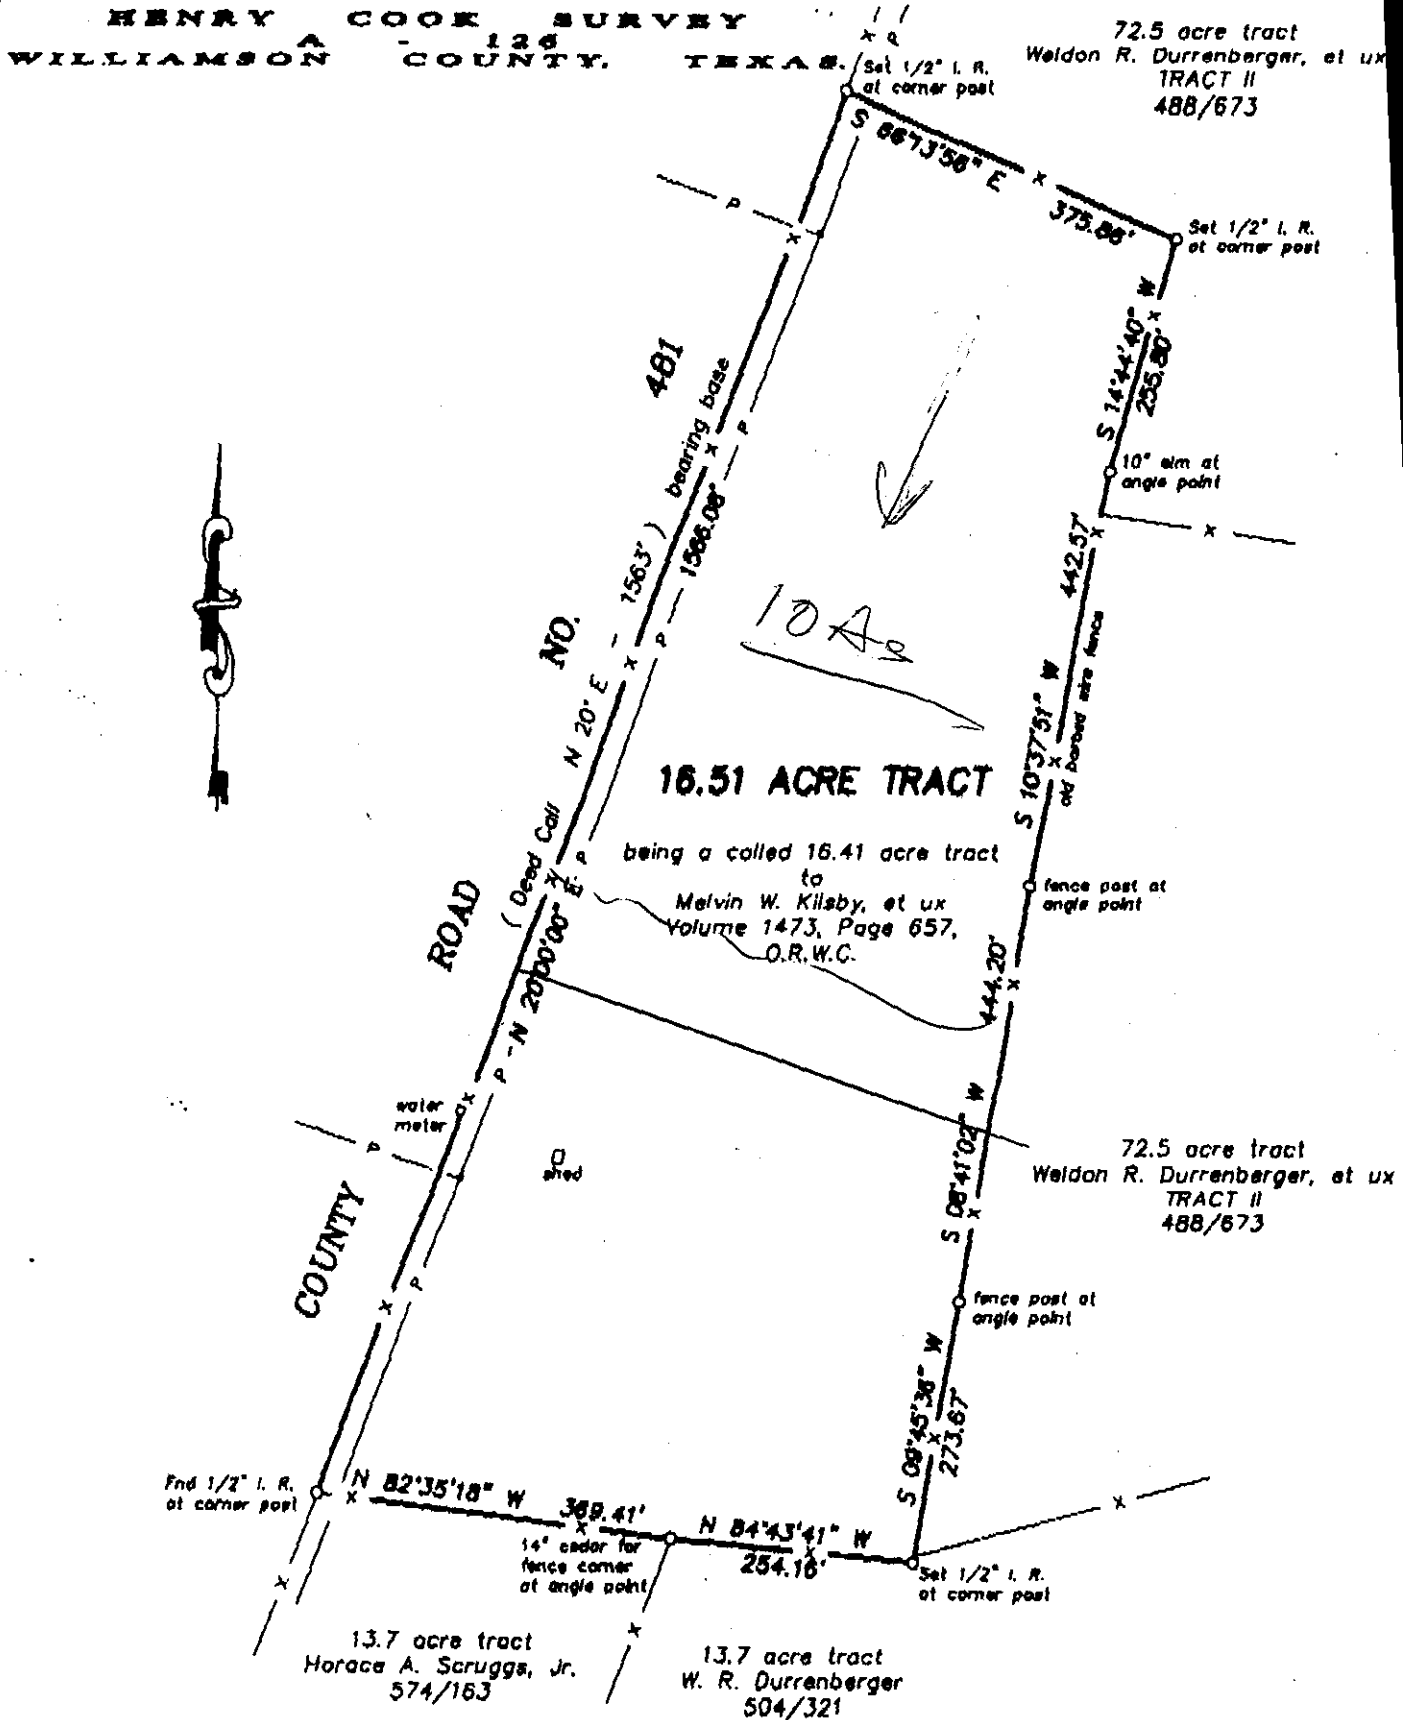 HENRY COOK SURVEY
A - 126
WILLIAMSON COUNTY, TEXAS.
72.5 acre tract
Weldon R. Durrenberger, et ux
TRACT II
488/673
Set 1/2" I. R.
at corner post
S 66°13'56" E
375.86'
Set 1/2" I. R.
at corner post
S 14°44'40" W
255.80'
10" elm at
angle point
442.57'
S 10°37'51" W
old barbed wire fence
fence post at
angle point
444.20'
S 08°41'02" W
72.5 acre tract
Weldon R. Durrenberger, et ux
TRACT II
488/673
fence post at
angle point
S 09°45'36" W
273.67'
Set 1/2" I. R.
at corner post
COUNTY ROAD NO. 481
( Deed Call N 20° E - 1563' ) bearing base
N 20°00'00" E
1566.08'
10 Ac
16.51 ACRE TRACT
being a called 16.41 acre tract
to
Melvin W. Kilsby, et ux
Volume 1473, Page 657,
O.R.W.C.
water
meter
shed
Fnd 1/2" I. R.
at corner post
N 82°35'18" W
369.41'
14" cedar for
fence corner
at angle point
N 84°43'41" W
254.16'
13.7 acre tract
Horace A. Scruggs, Jr.
574/163
13.7 acre tract
W. R. Durrenberger
504/321